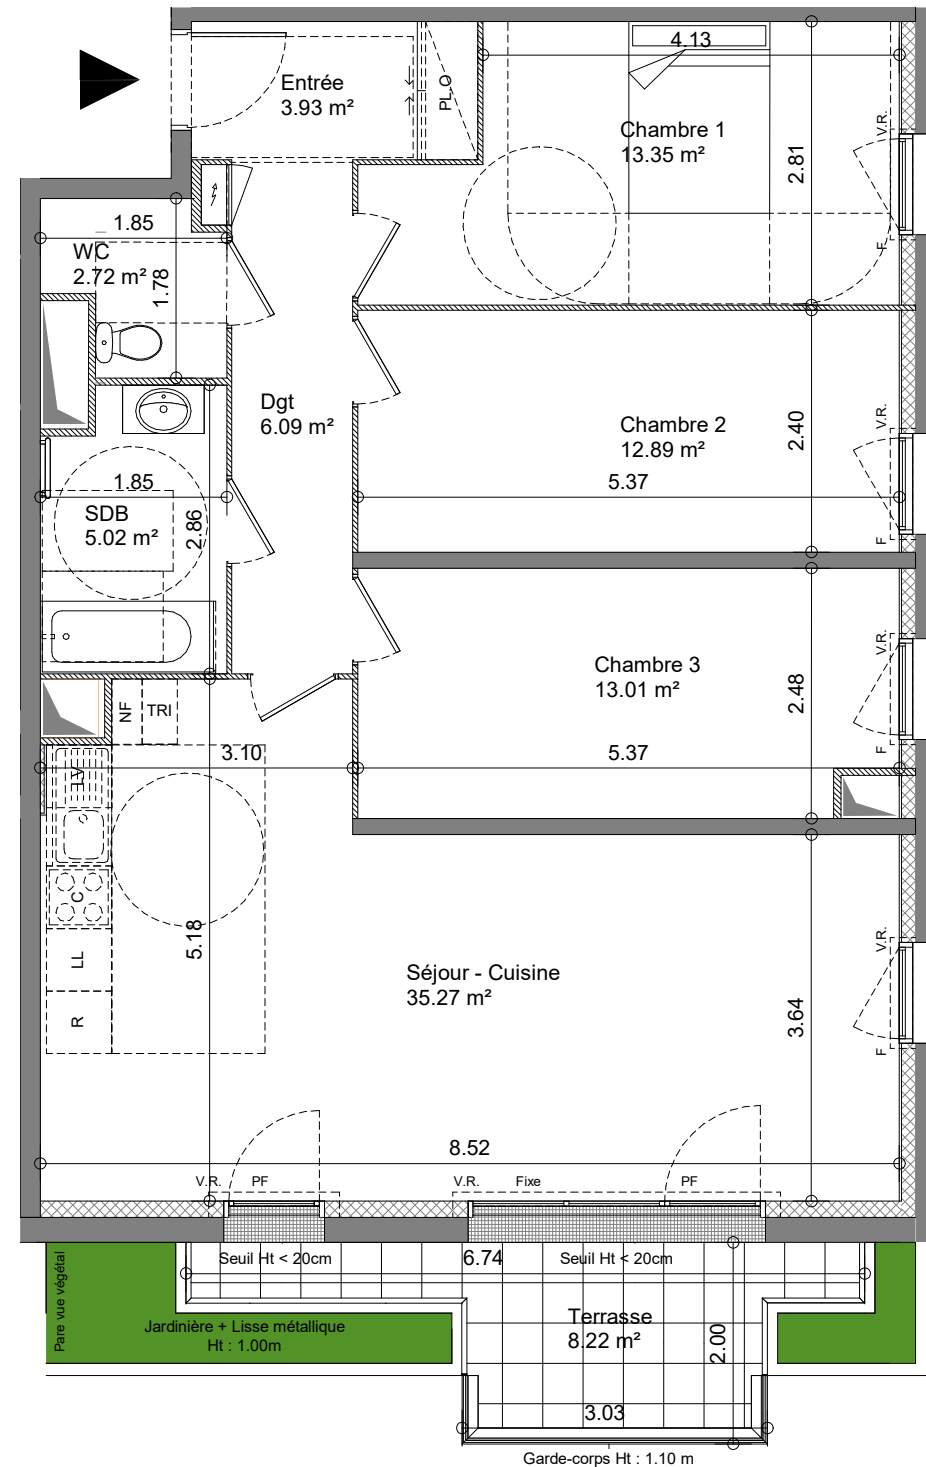 Entrée
3.93 m²
PL.O
4.13
Chambre 1
13.35 m²
2.81
V.R.
F
1.85
WC
2.72 m²
1.78
Dgt
6.09 m²
Chambre 2
12.89 m²
2.40
5.37
V.R.
F
1.85
SDB
5.02 m²
2.86
Chambre 3
13.01 m²
2.48
5.37
V.R.
F
NF
TRI
3.10
LV
C
LL
R
5.18
Séjour - Cuisine
35.27 m²
3.64
V.R.
F
8.52
V.R.
PF
V.R.
Fixe
PF
Seuil Ht < 20cm
6.74
Seuil Ht < 20cm
Pare vue végétal
Jardinière + Lisse métallique
Ht : 1.00m
Terrasse
8.22 m²
2.00
3.03
Garde-corps Ht : 1.10 m